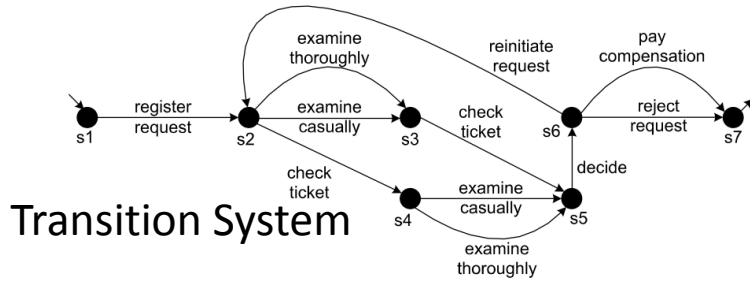 examine
thoroughly
reinitiate
request
pay
compensation
register
request
examine
casually
check
ticket
reject
request
s1
s2
s3
s6
s7
check
ticket
decide
examine
casually
s4
s5
examine
thoroughly
Transition System